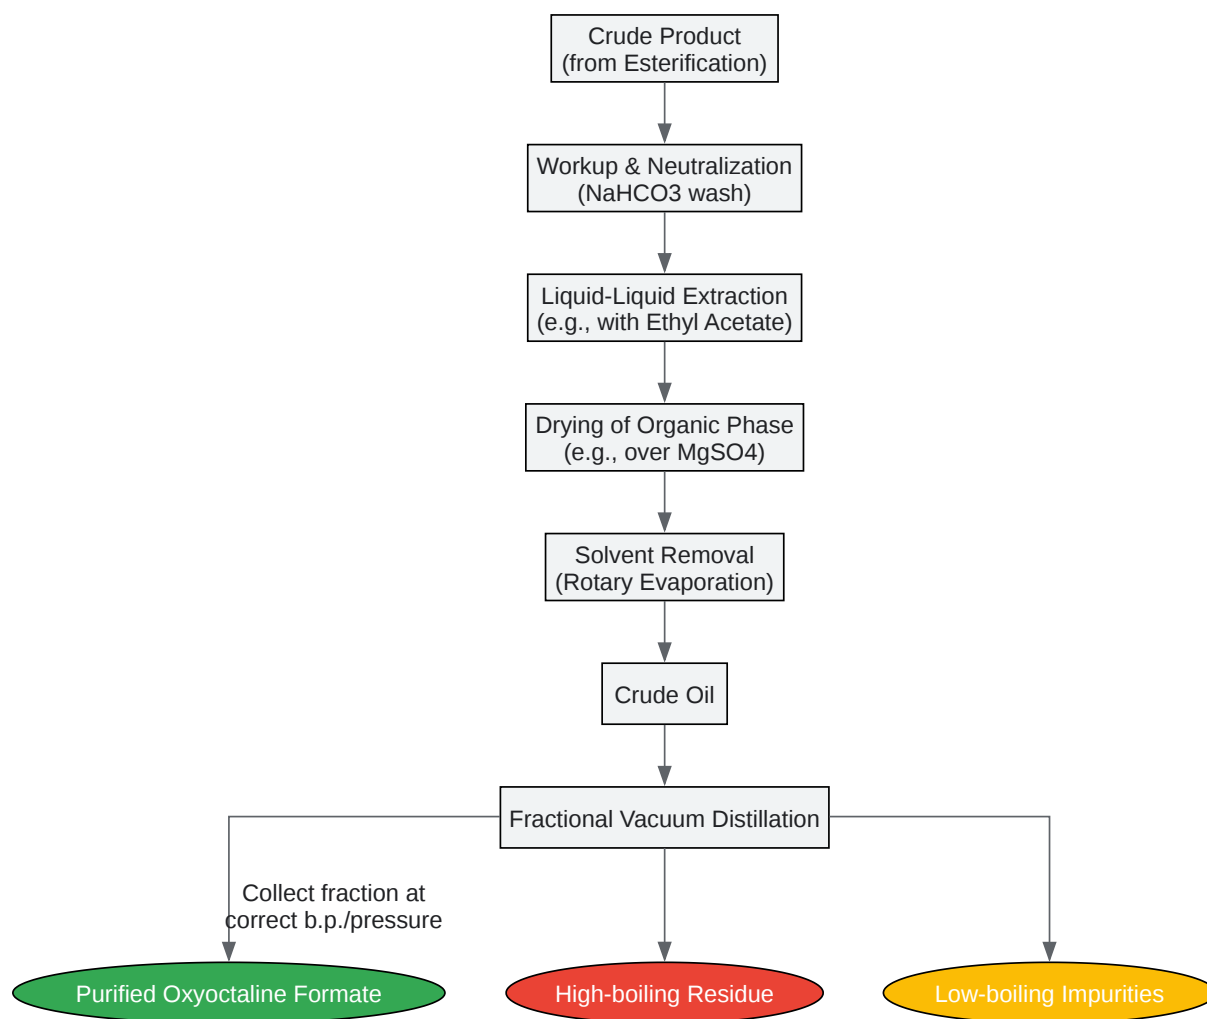 Crude Product
(from Esterification)
Workup & Neutralization
(NaHCO3 wash)
Liquid-Liquid Extraction
(e.g., with Ethyl Acetate)
Drying of Organic Phase
(e.g., over MgSO4)
Solvent Removal
(Rotary Evaporation)
Crude Oil
Fractional Vacuum Distillation
Collect fraction at
correct b.p./pressure
Purified Oxyoctaline Formate
High-boiling Residue
Low-boiling Impurities